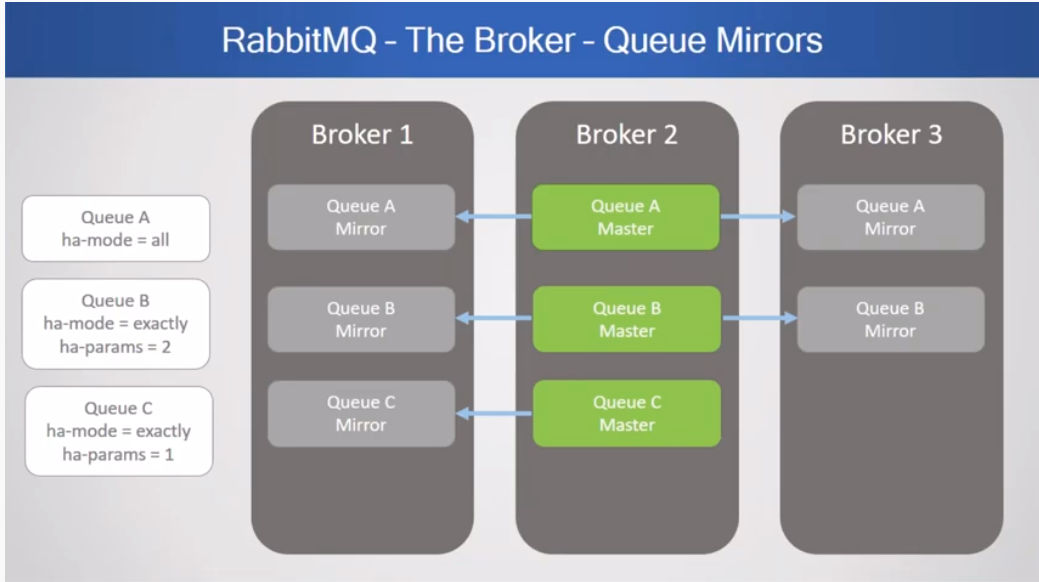 RabbitMQ – The Broker – Queue Mirrors
Broker 1
Broker 2
Broker 3
Queue A
ha-mode = all
Queue A
Mirror
Queue A
Master
Queue A
Mirror
Queue B
ha-mode = exactly
ha-params = 2
Queue B
Mirror
Queue B
Master
Queue B
Mirror
Queue C
ha-mode = exactly
ha-params = 1
Queue C
Mirror
Queue C
Master